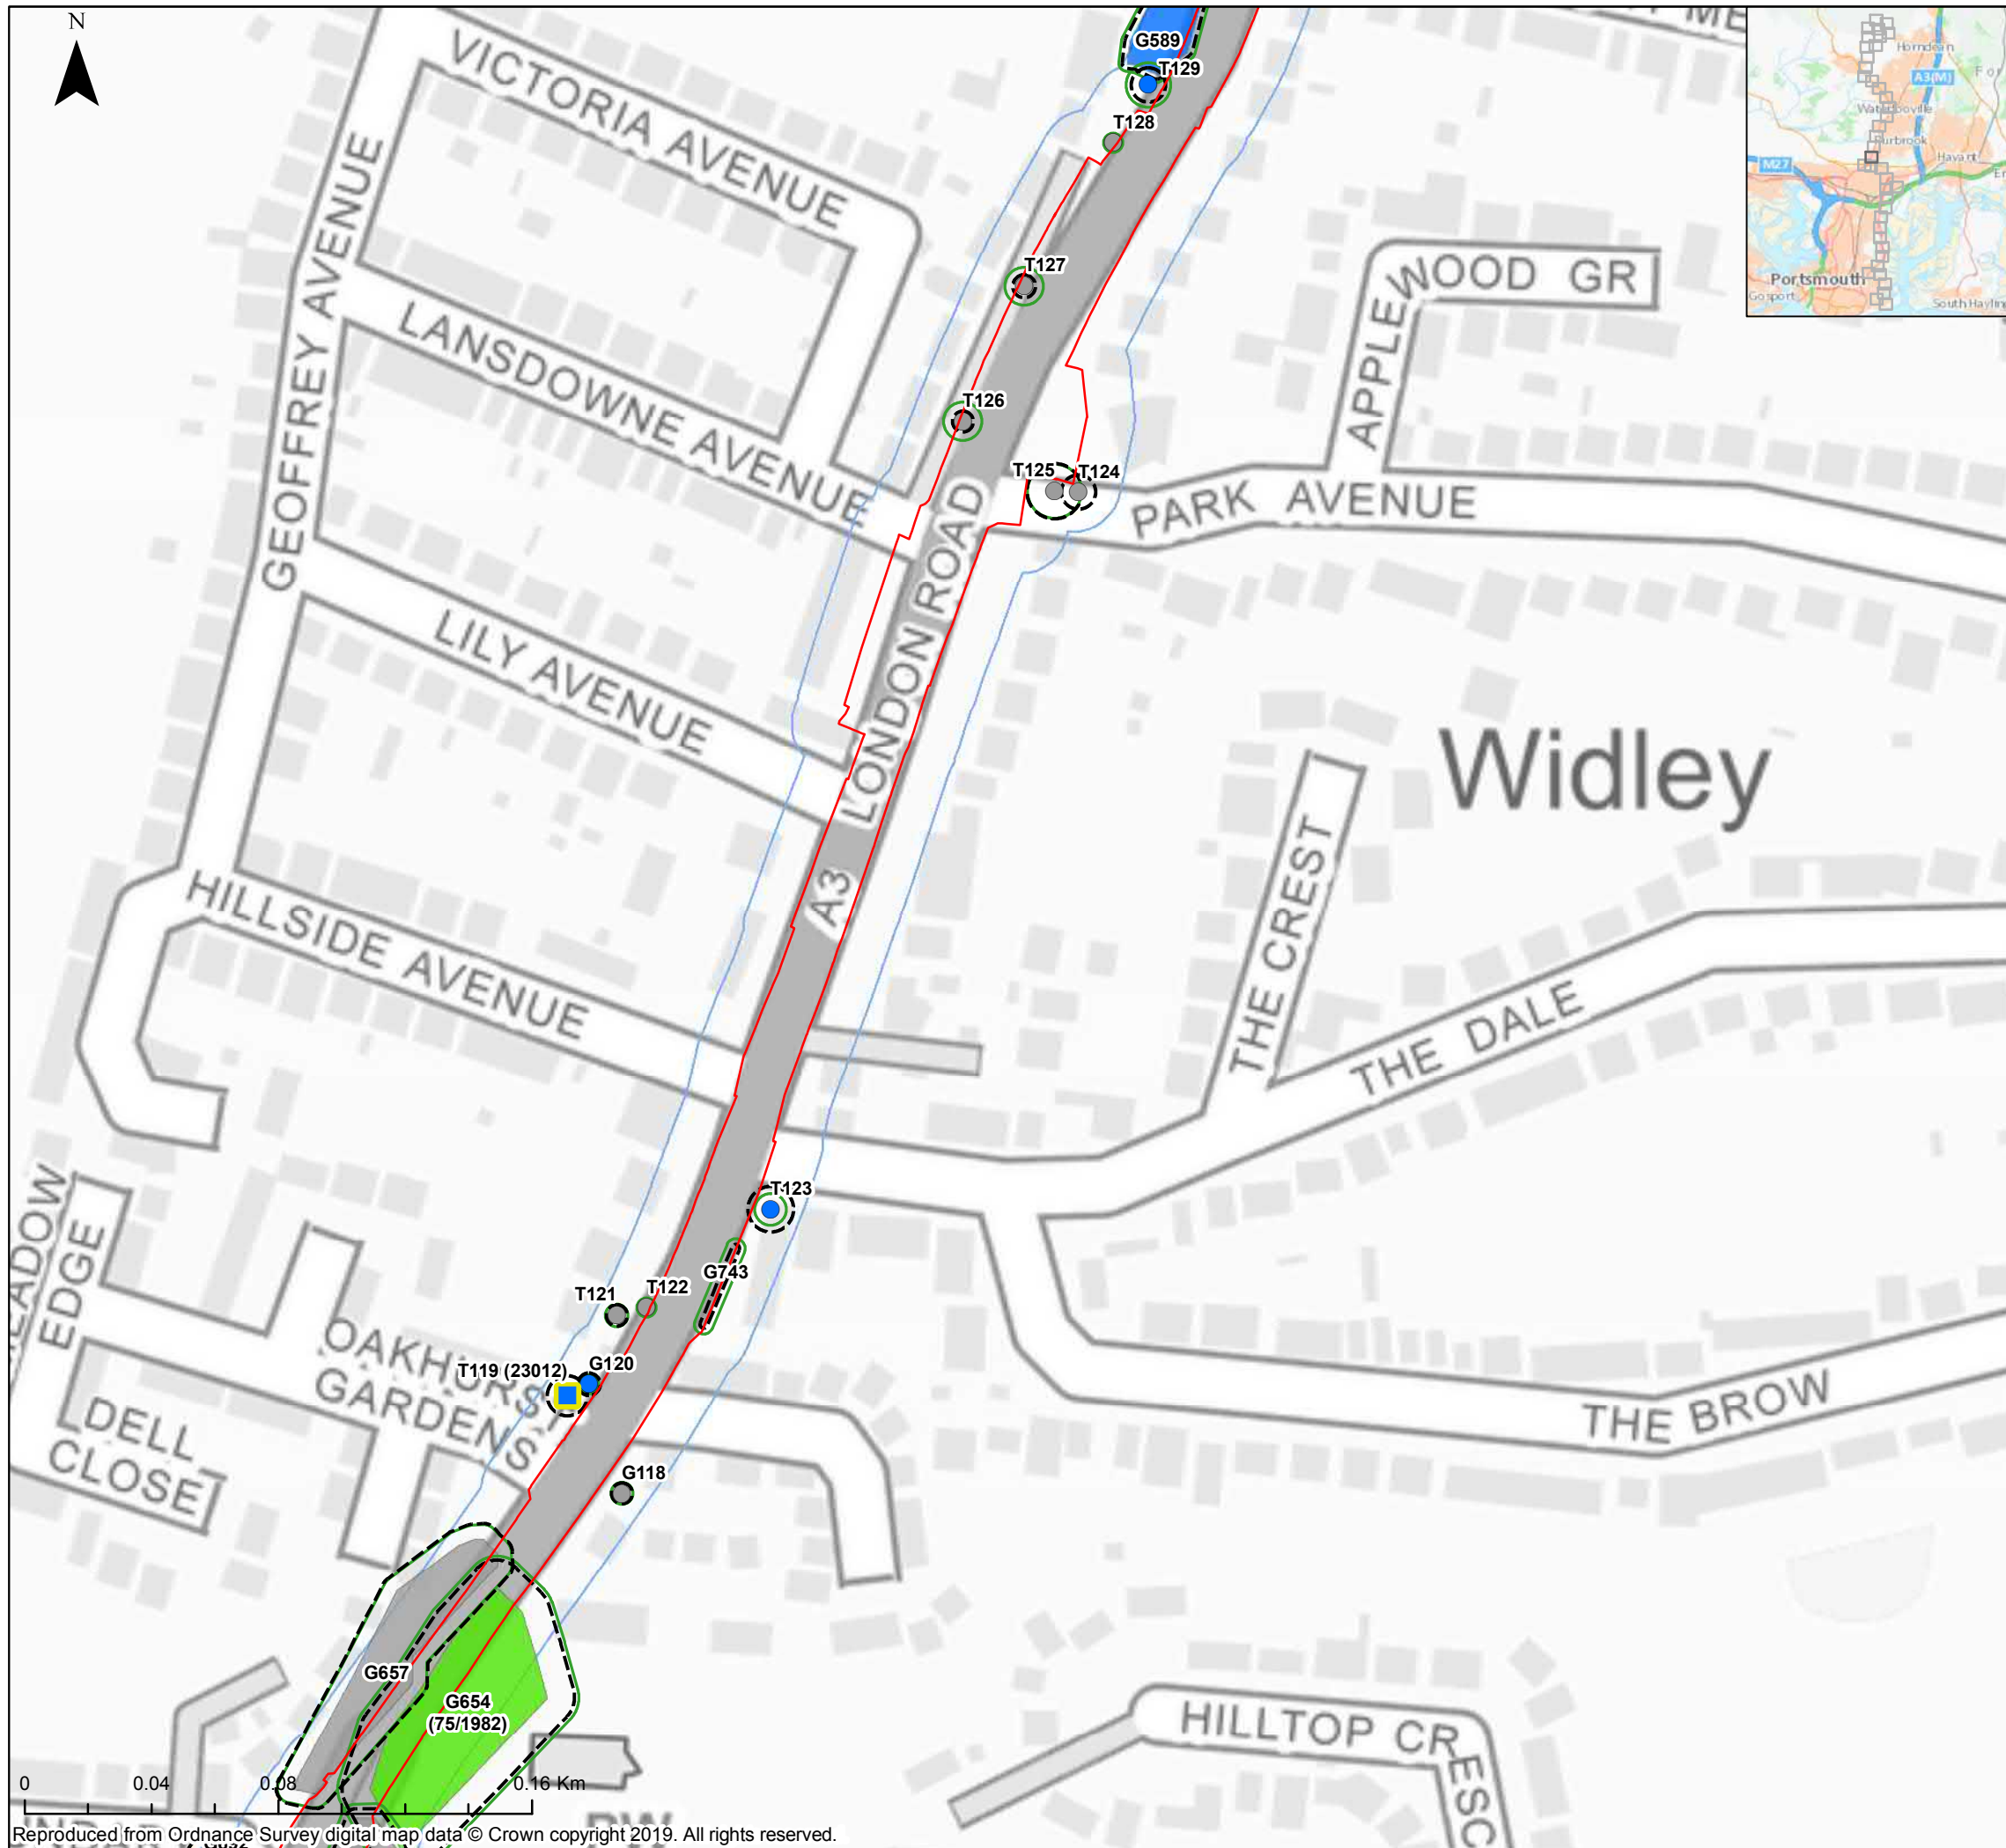 N
VICTORIA AVENUE
GEOFFREY AVENUE
LANSDOWNE AVENUE
LILY AVENUE
HILLSIDE AVENUE
G589
T129
T128
T127
T126
T125
T124
LONDON ROAD
A3
PARK AVENUE
APPLEWOOD GR
Widley
THE CREST
THE DALE
THE BROW
T123
G743
T122
T121
G120
T119 (23012)
G118
OAKHURST
GARDENS
EDGE
DELL
CLOSE
G657
G654
(75/1982)
HILLTOP CRESC
Horndean
A3(M)
Waterlooville
Purbrook
Havant
M27
Portsmouth
Gosport
South Hayling
0
0.04
0.08
0.16 Km
Reproduced from Ordnance Survey digital map data © Crown copyright 2019. All rights reserved.